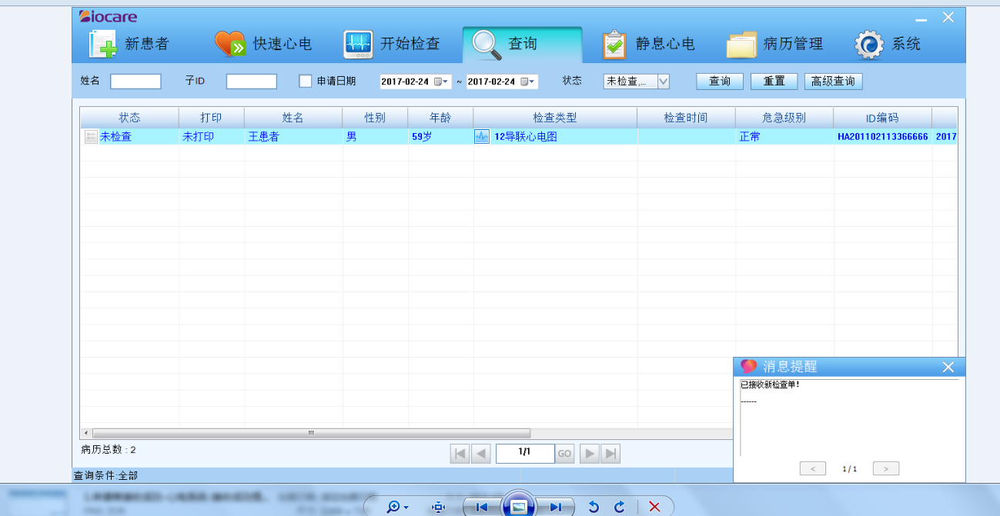 Biocare
新患者 快速心电 开始检查 查询 静息心电 病历管理 系统
姓名 子ID 申请日期 2017-02-24 ~ 2017-02-24 状态 未检查,... 查询 重置 高级查询
状态 打印 姓名 性别 年龄 检查类型 检查时间 危急级别 ID编码
未检查 未打印 王患者 男 59岁 12导联心电图 正常 HA201102113366666 2017
消息提醒
已接收新检查单!
------
< 1/1 >
病历总数 : 2 1/1 GO
查询条件:全部